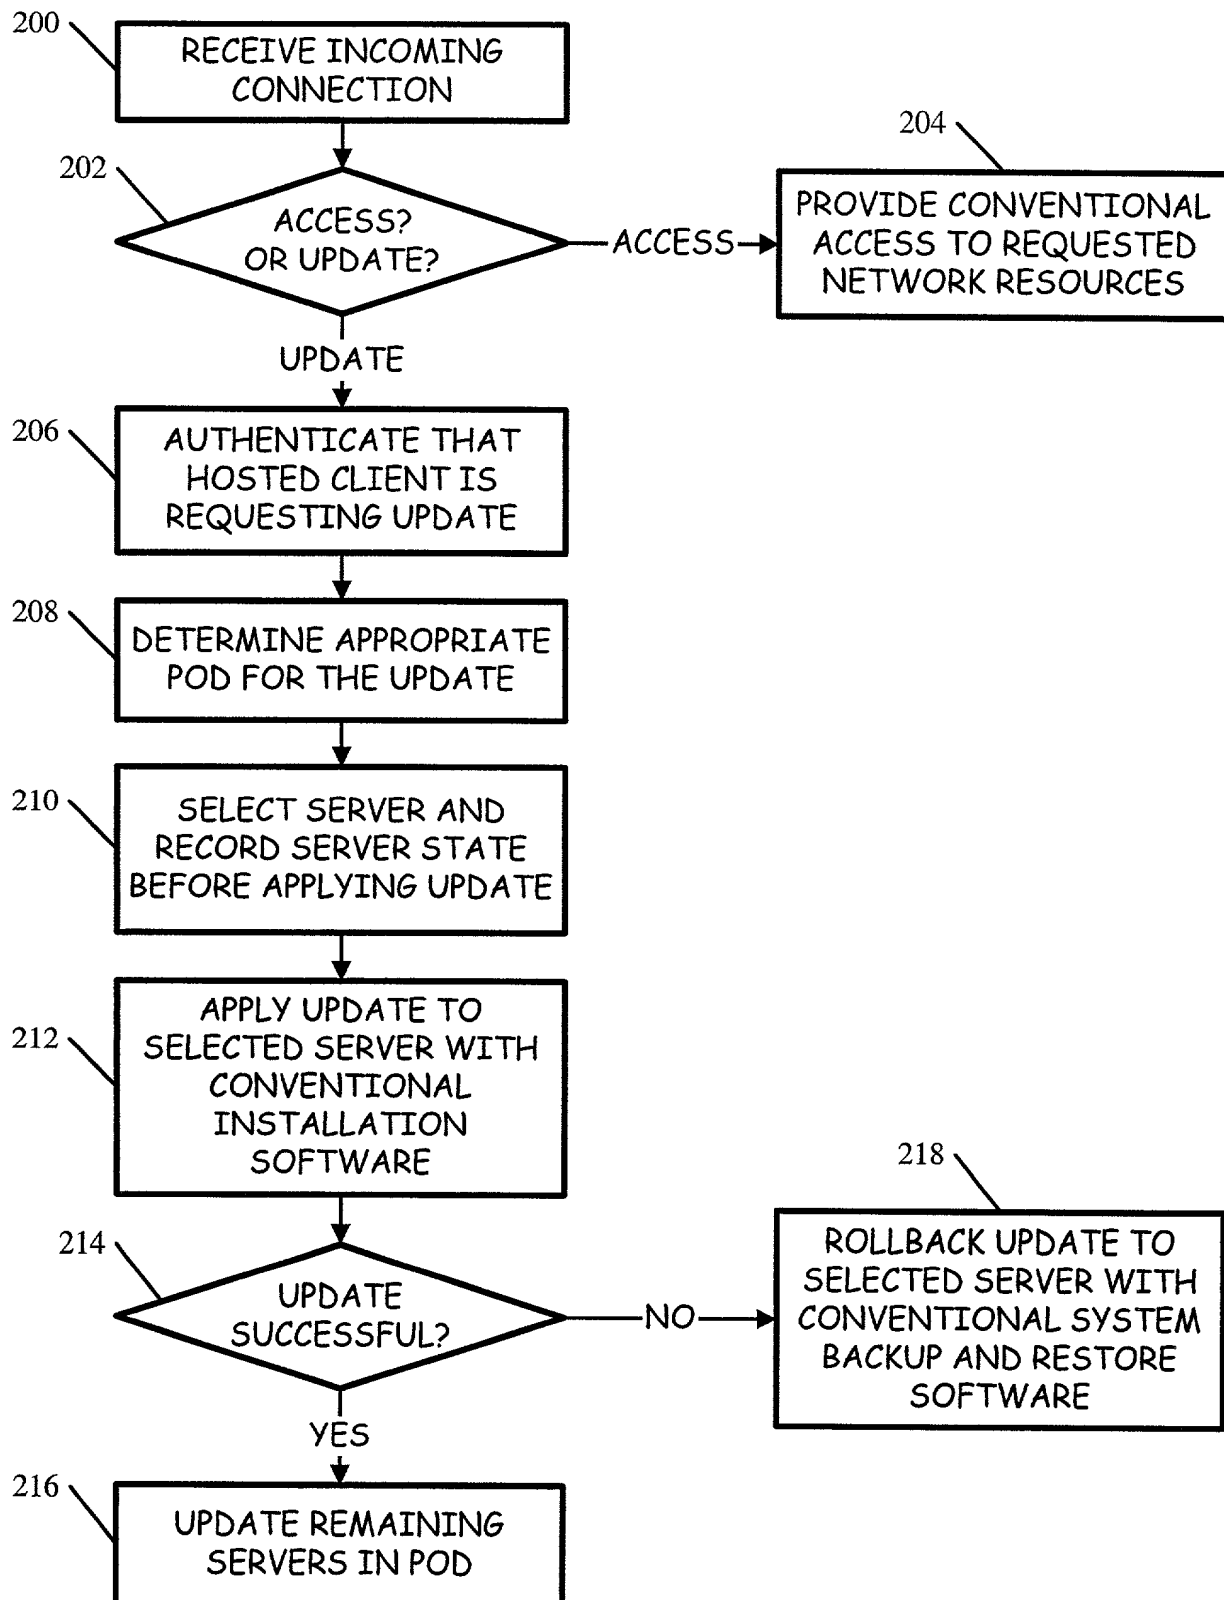 200
RECEIVE INCOMING
CONNECTION
202
ACCESS?
OR UPDATE?
ACCESS
204
PROVIDE CONVENTIONAL
ACCESS TO REQUESTED
NETWORK RESOURCES
UPDATE
206
AUTHENTICATE THAT
HOSTED CLIENT IS
REQUESTING UPDATE
208
DETERMINE APPROPRIATE
POD FOR THE UPDATE
210
SELECT SERVER AND
RECORD SERVER STATE
BEFORE APPLYING UPDATE
212
APPLY UPDATE TO
SELECTED SERVER WITH
CONVENTIONAL
INSTALLATION
SOFTWARE
214
UPDATE
SUCCESSFUL?
NO
218
ROLLBACK UPDATE TO
SELECTED SERVER WITH
CONVENTIONAL SYSTEM
BACKUP AND RESTORE
SOFTWARE
YES
216
UPDATE REMAINING
SERVERS IN POD